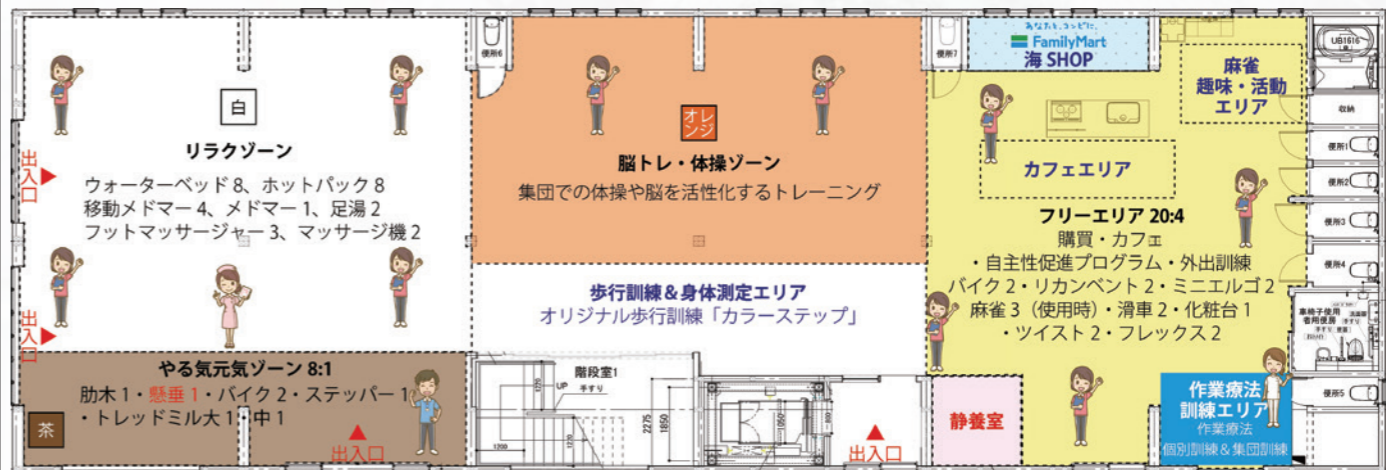 白
リラクゾーン
ウォーターベッド 8、ホットパック 8
移動メドマー 4、メドマー 1、足湯 2
フットマッサージャー 3、マッサージ機 2
出入口
出入口
やる気元気ゾーン 8:1
肋木 1・懸垂 1・バイク 2・ステッパー 1
・トレッドミル大 1・中 1
茶
出入口
便所6
オレンジ
脳トレ・体操ゾーン
集団での体操や脳を活性化するトレーニング
歩行訓練＆身体測定エリア
オリジナル歩行訓練「カラーステップ」
階段室1
UP
手すり
1220
1200
1220
2275
1850
1050
出入口
便所7
あなたと、コンビに、
FamilyMart
海 SHOP
麻雀
趣味・活動
エリア
カフェエリア
フリーエリア 20:4
購買・カフェ
・自主性促進プログラム・外出訓練
バイク 2・リカンベント 2・ミニエルゴ 2
麻雀 3（使用時）・滑車 2・化粧台 1
・ツイスト 2・フレックス 2
静養室
作業療法
訓練エリア
作業療法
個別訓練＆集団訓練
UB1616
収納
便所1
便所2
便所3
便所4
車椅子使用
者用便房
便所5